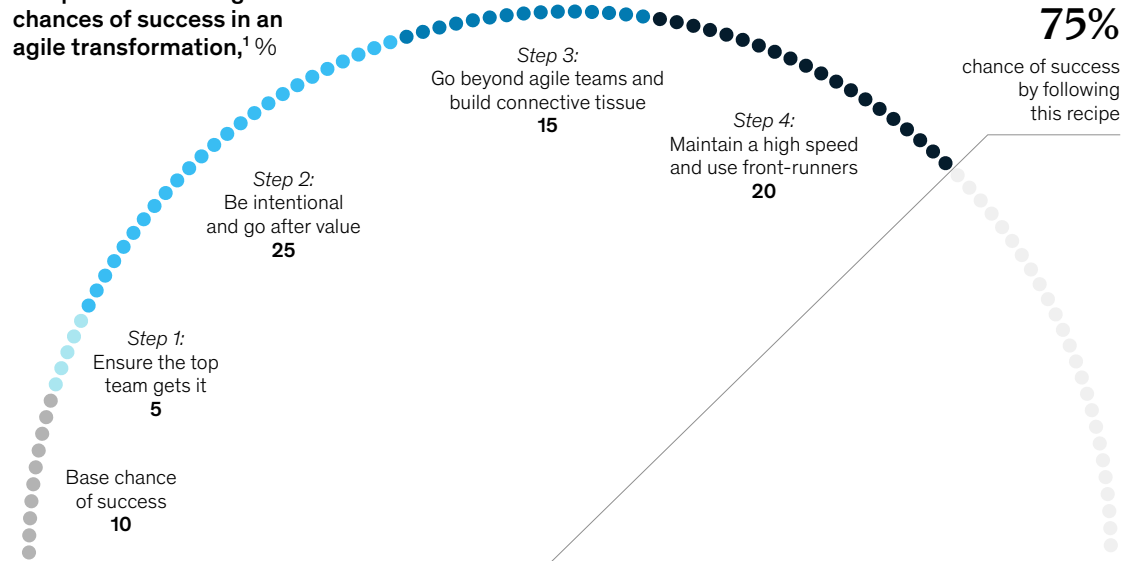 chances of success in an
agile transformation,¹ %
75%
chance of success
by following
this recipe
Step 3:
Go beyond agile teams and
build connective tissue
15
Step 4:
Maintain a high speed
and use front-runners
20
Step 2:
Be intentional
and go after value
25
Step 1:
Ensure the top
team gets it
5
Base chance
of success
10